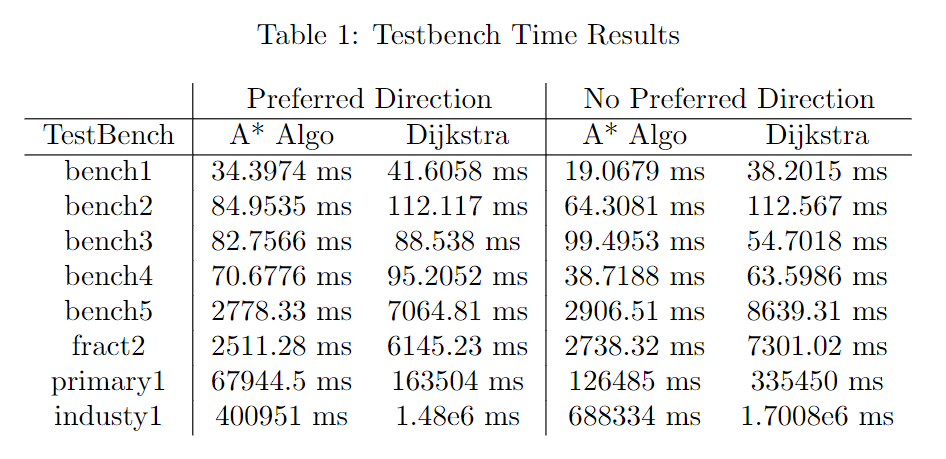 Table 1: Testbench Time Results
Preferred Direction No Preferred Direction
TestBench A* Algo Dijkstra A* Algo Dijkstra
bench1 34.3974 ms 41.6058 ms 19.0679 ms 38.2015 ms
bench2 84.9535 ms 112.117 ms 64.3081 ms 112.567 ms
bench3 82.7566 ms 88.538 ms 99.4953 ms 54.7018 ms
bench4 70.6776 ms 95.2052 ms 38.7188 ms 63.5986 ms
bench5 2778.33 ms 7064.81 ms 2906.51 ms 8639.31 ms
fract2 2511.28 ms 6145.23 ms 2738.32 ms 7301.02 ms
primary1 67944.5 ms 163504 ms 126485 ms 335450 ms
industy1 400951 ms 1.48e6 ms 688334 ms 1.7008e6 ms